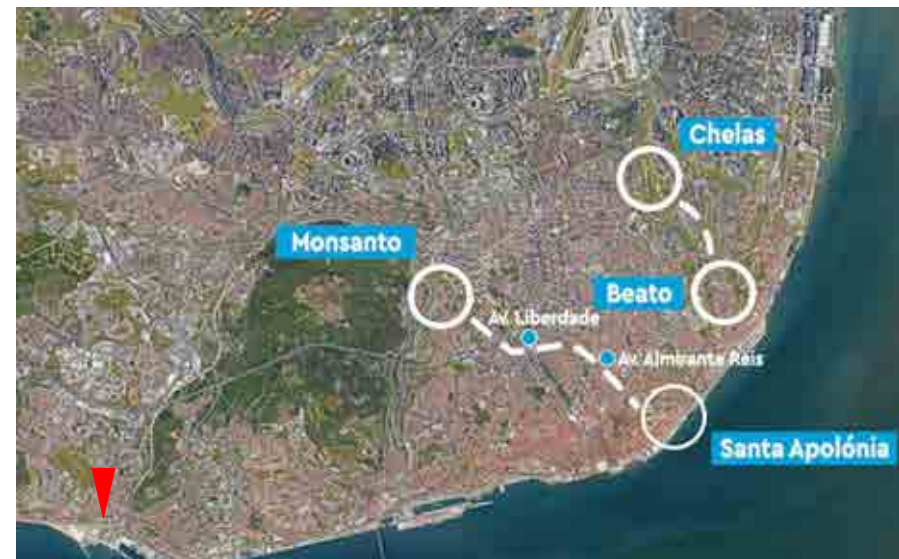 Chelas
Monsanto
Beato
Av. Liberdade
Av. Almirante Reis
Santa Apolónia